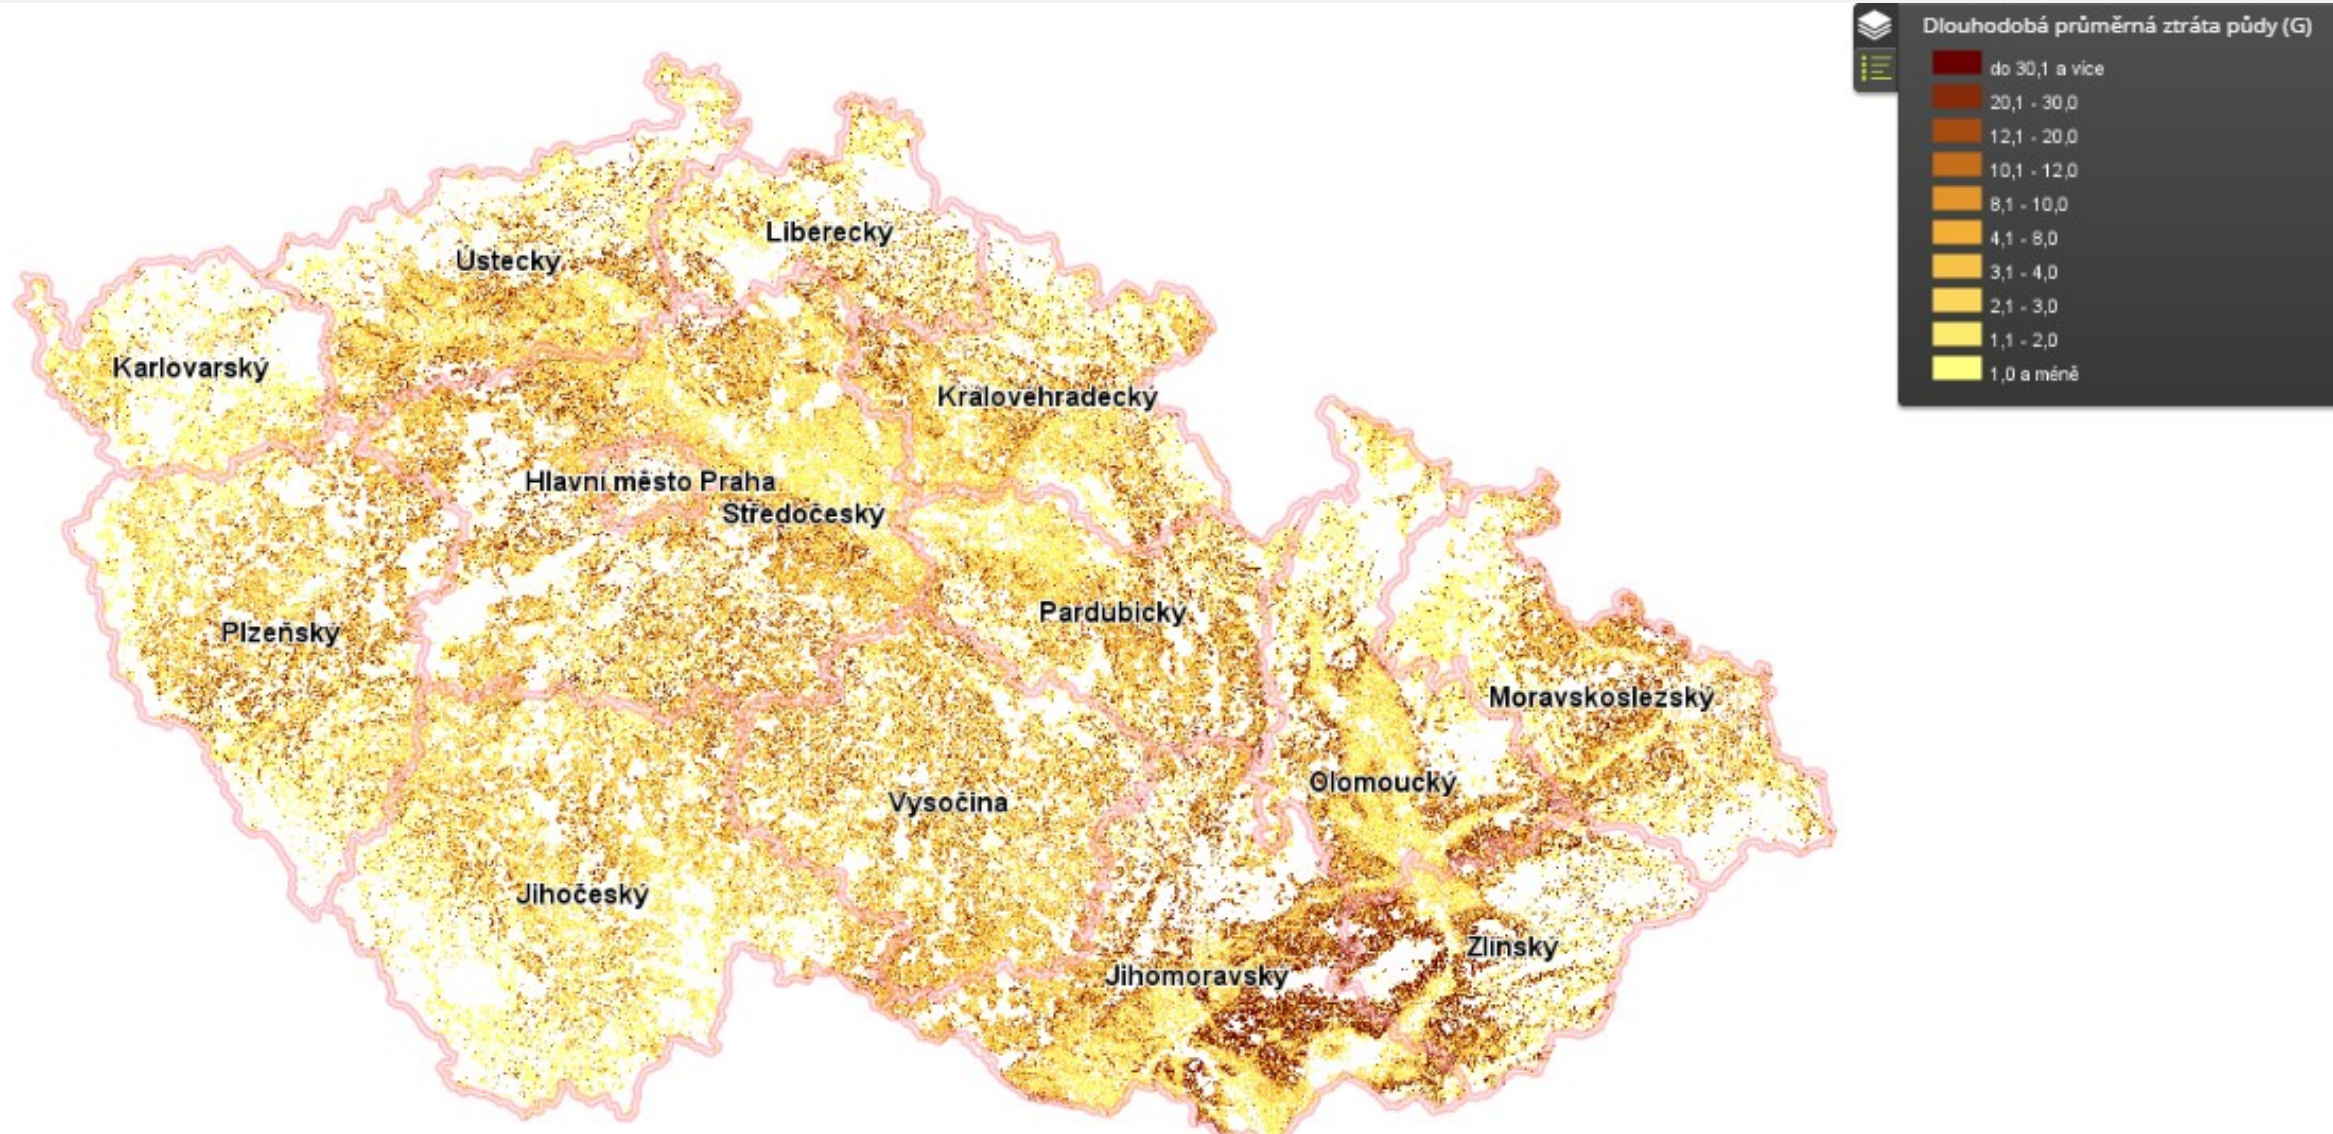 Dlouhodobá průměrná ztráta půdy (G)
do 30,1 a více
20,1 - 30,0
12,1 - 20,0
10,1 - 12,0
8,1 - 10,0
4,1 - 8,0
3,1 - 4,0
2,1 - 3,0
1,1 - 2,0
1,0 a méně
Liberecký
Ústecký
Karlovarský
Královehradecký
Hlavní město Praha
Středočeský
Pardubický
Plzeňský
Moravskoslezský
Olomoucký
Vysočina
Jihočeský
Zlínský
Jihomoravský